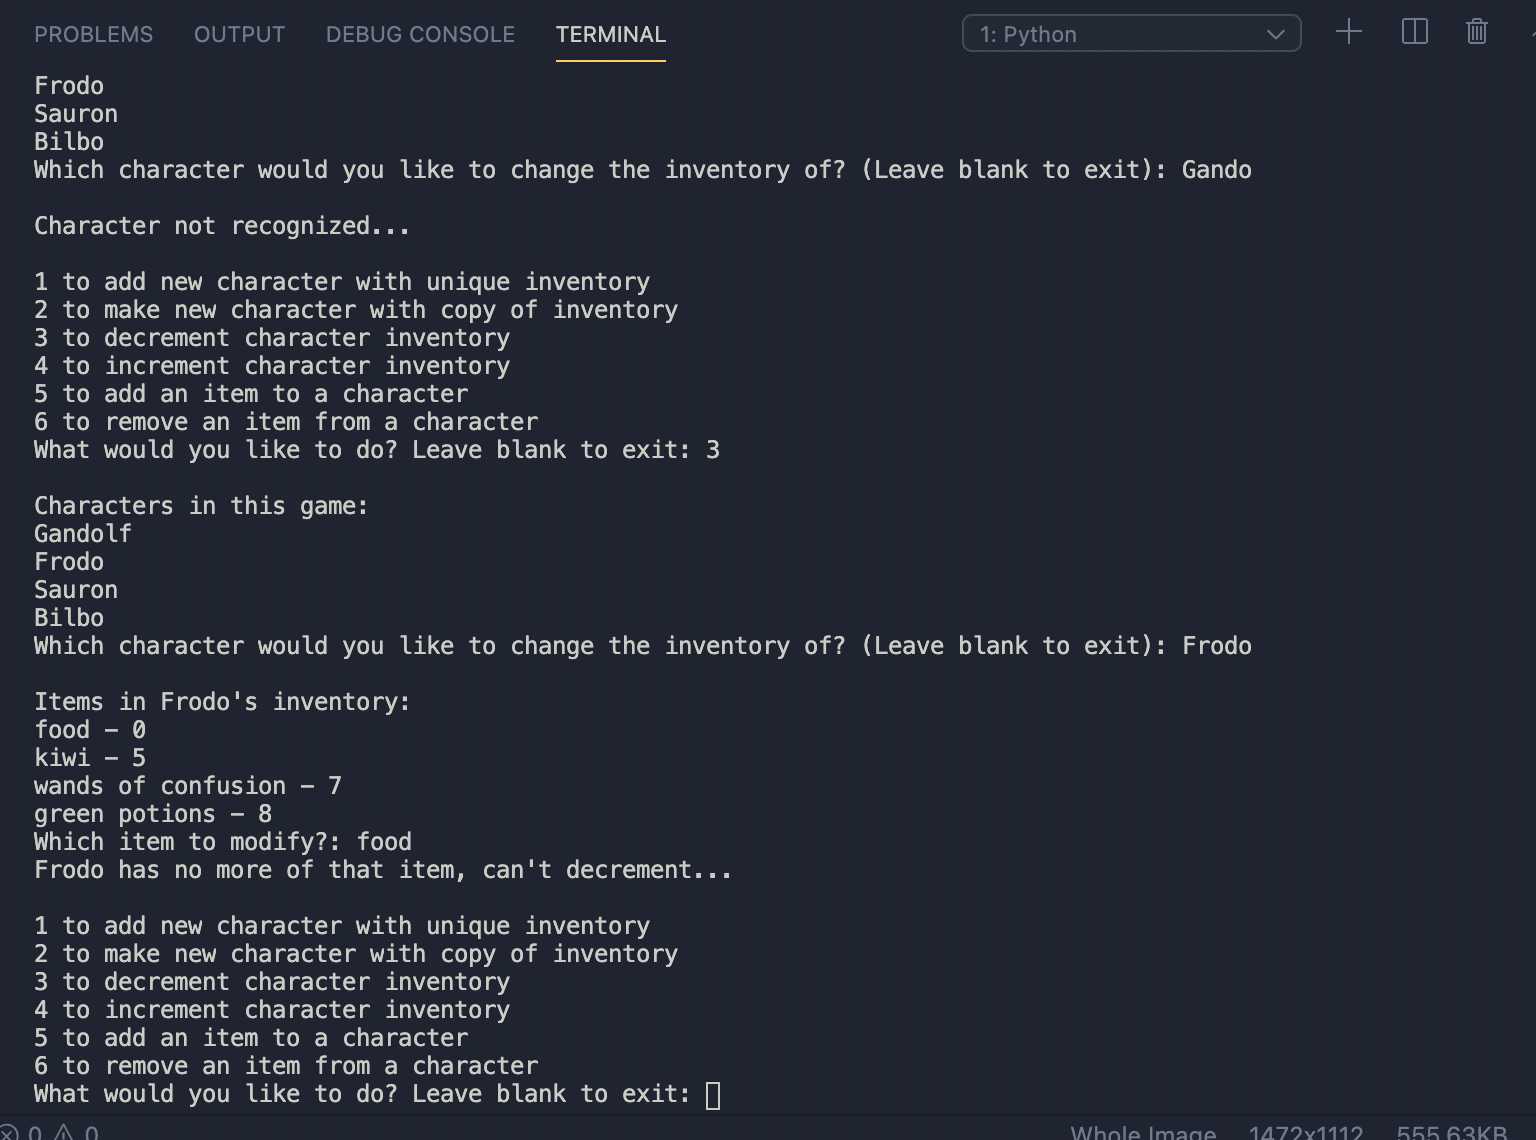 PROBLEMS OUTPUT DEBUG CONSOLE TERMINAL 1: Python
Frodo
Sauron
Bilbo
Which character would you like to change the inventory of? (Leave blank to exit): Gando
Character not recognized...
1 to add new character with unique inventory
2 to make new character with copy of inventory
3 to decrement character inventory
4 to increment character inventory
5 to add an item to a character
6 to remove an item from a character
What would you like to do? Leave blank to exit: 3
Characters in this game:
Gandolf
Frodo
Sauron
Bilbo
Which character would you like to change the inventory of? (Leave blank to exit): Frodo
Items in Frodo's inventory:
food – 0
kiwi – 5
wands of confusion – 7
green potions – 8
Which item to modify?: food
Frodo has no more of that item, can't decrement...
1 to add new character with unique inventory
2 to make new character with copy of inventory
3 to decrement character inventory
4 to increment character inventory
5 to add an item to a character
6 to remove an item from a character
What would you like to do? Leave blank to exit:
0 0 Whole Image 1472x1112 555.63KB